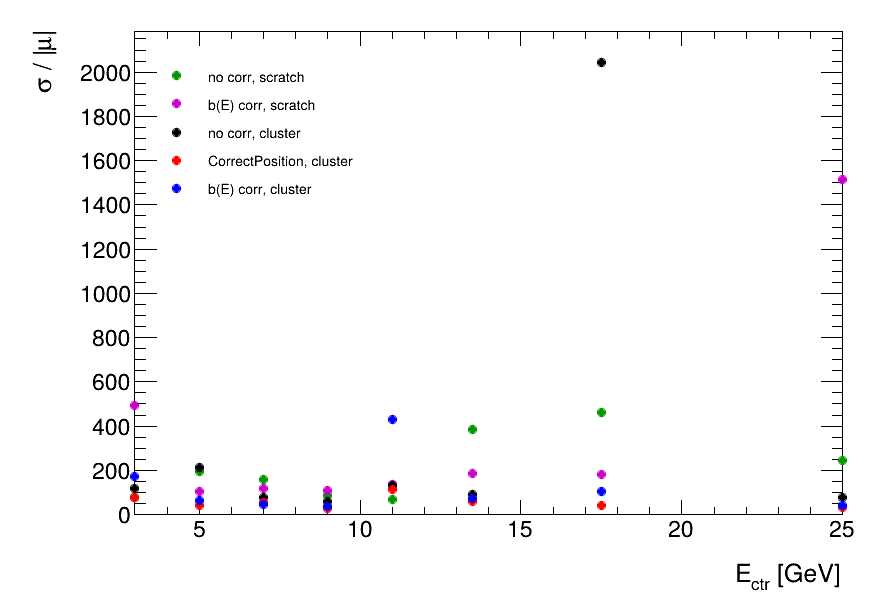 σ / |μ|
2000
1800
1600
1400
1200
1000
800
600
400
200
0
no corr, scratch
b(E) corr, scratch
no corr, cluster
CorrectPosition, cluster
b(E) corr, cluster
5 10 15 20 25
E_ctr [GeV]